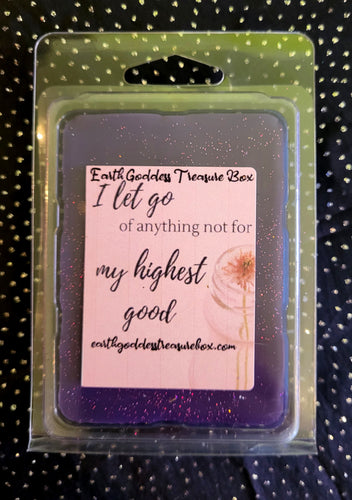 Earth Goddess Treasure Box
I let go
of anything not for
my highest
good
earthgoddesstreasurebox.com